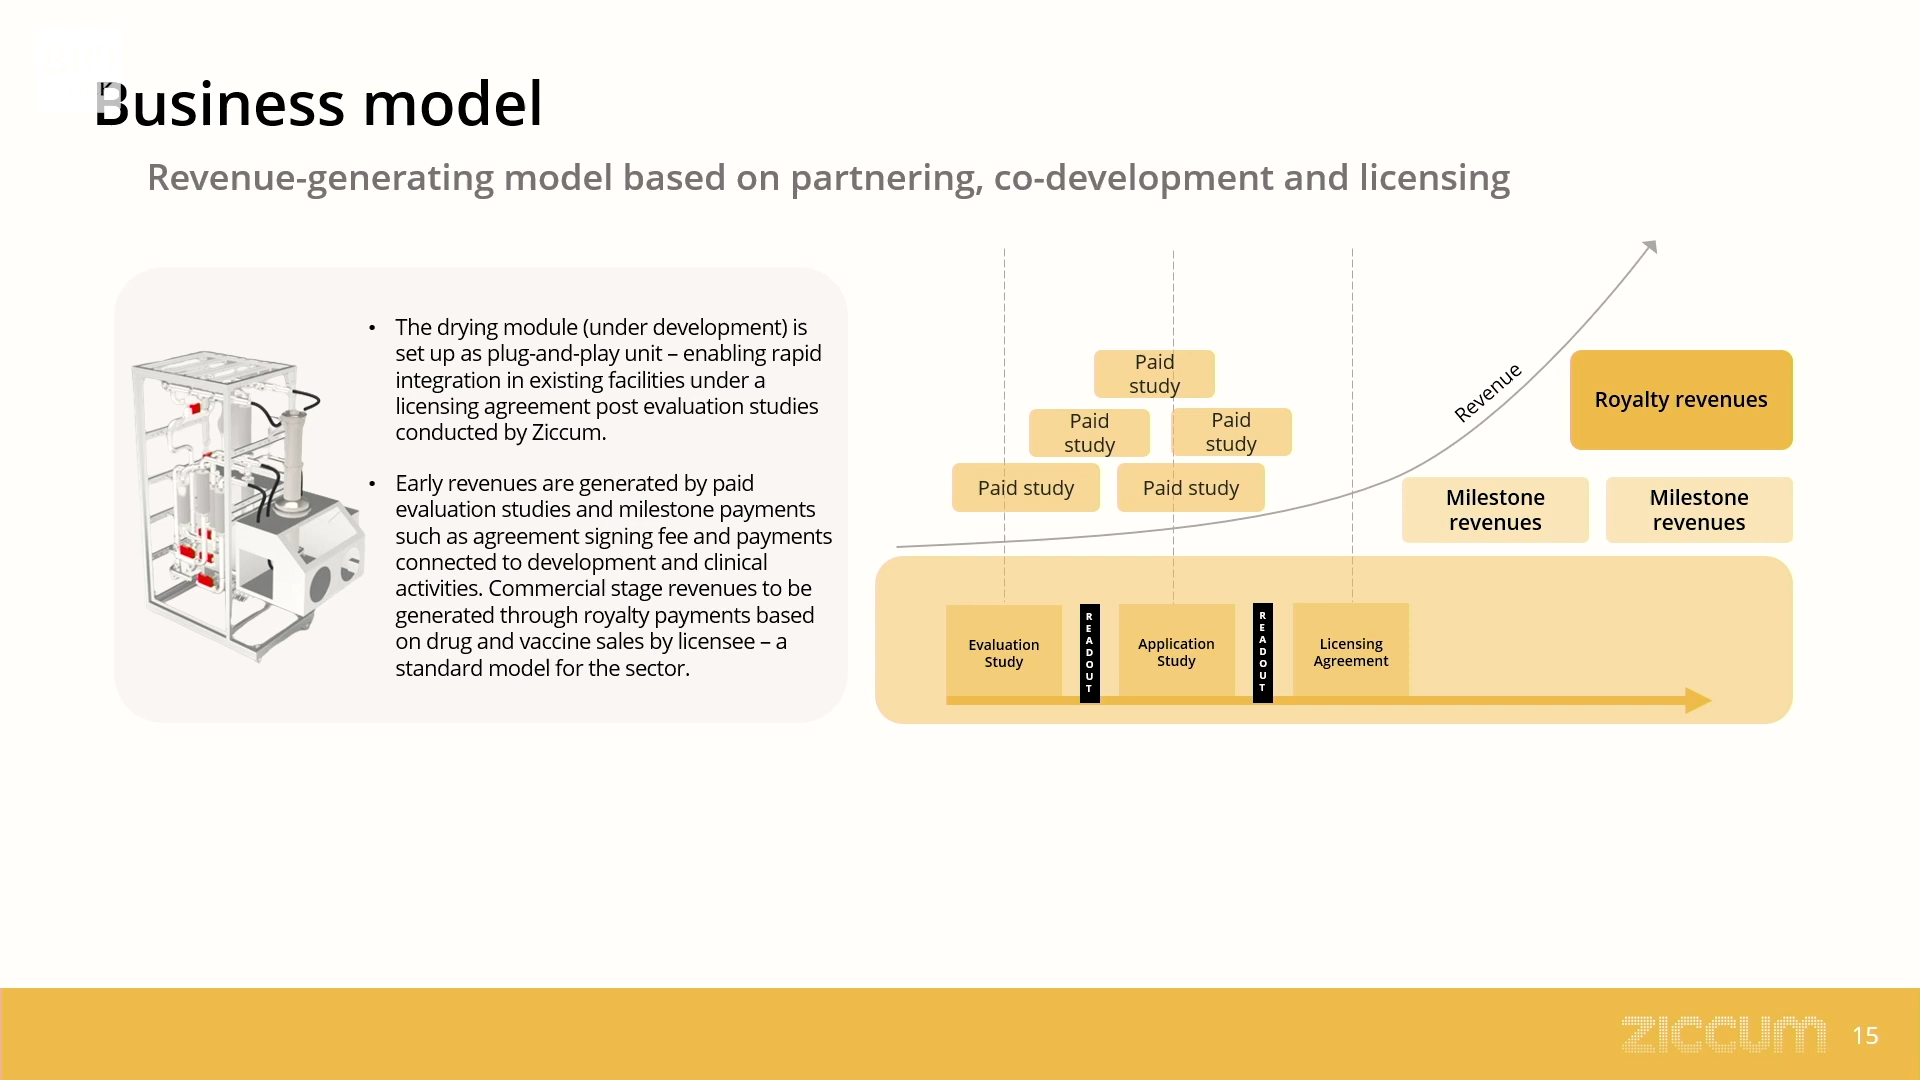 Business model
Revenue-generating model based on partnering, co-development and licensing
• The drying module (under development) is
set up as plug-and-play unit – enabling rapid
integration in existing facilities under a
licensing agreement post evaluation studies
conducted by Ziccum.
• Early revenues are generated by paid
evaluation studies and milestone payments
such as agreement signing fee and payments
connected to development and clinical
activities. Commercial stage revenues to be
generated through royalty payments based
on drug and vaccine sales by licensee – a
standard model for the sector.
Paid
study
Paid
study
Paid
study
Paid study
Paid study
Revenue
Royalty revenues
Milestone
revenues
Milestone
revenues
Evaluation
Study
READOUT
Application
Study
READOUT
Licensing
Agreement
ziccum
15